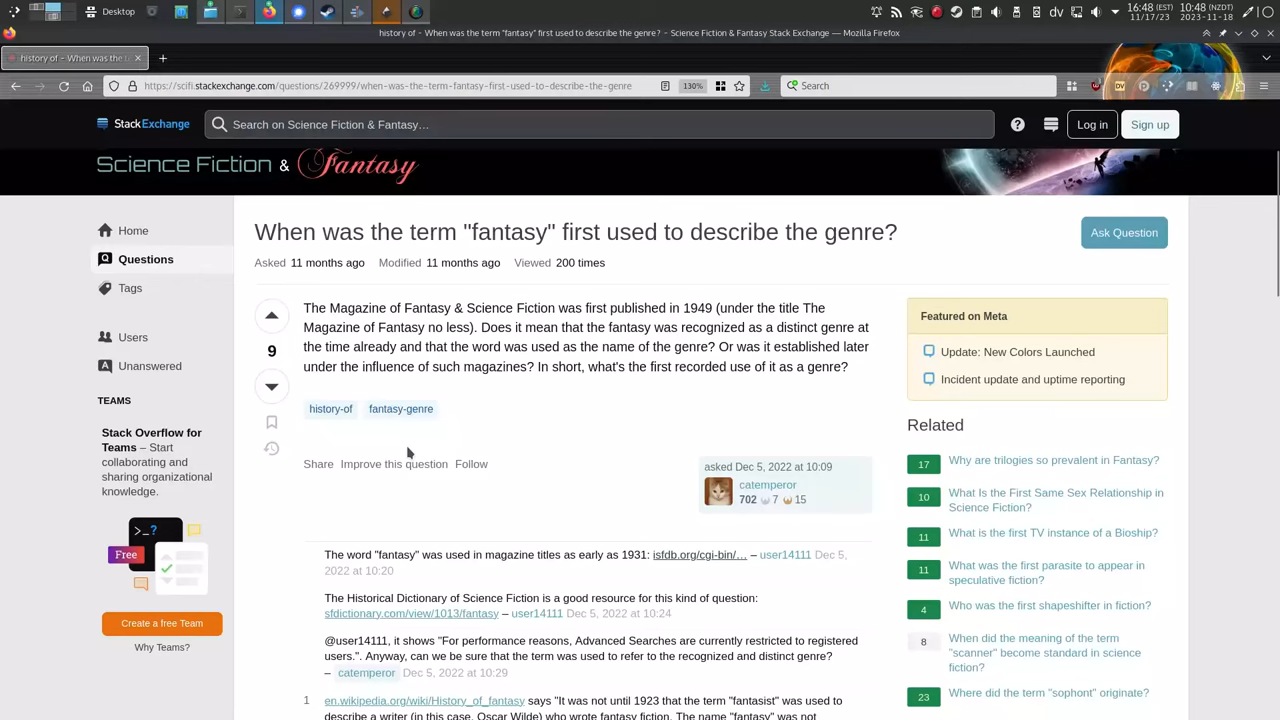 Desktop
16:48 (EST)
11/17/23
10:48 (NZDT)
2023-11-18
history of - When was the term "fantasy" first used to describe the genre? - Science Fiction & Fantasy Stack Exchange — Mozilla Firefox
history of - When was the t
https://scifi.stackexchange.com/questions/269999/when-was-the-term-fantasy-first-used-to-describe-the-genre
130%
Search
StackExchange
Search on Science Fiction & Fantasy…
Log in
Sign up
Science Fiction & Fantasy
Home
Questions
Tags
Users
Unanswered
TEAMS
Stack Overflow for
Teams – Start
collaborating and
sharing organizational
knowledge.
>_?
Free
Create a free Team
Why Teams?
When was the term "fantasy" first used to describe the genre?
Ask Question
Asked 11 months ago Modified 11 months ago Viewed 200 times
9
The Magazine of Fantasy & Science Fiction was first published in 1949 (under the title The
Magazine of Fantasy no less). Does it mean that the fantasy was recognized as a distinct genre at
the time already and that the word was used as the name of the genre? Or was it established later
under the influence of such magazines? In short, what's the first recorded use of it as a genre?
history-of fantasy-genre
Share Improve this question Follow
asked Dec 5, 2022 at 10:09
catemperor
702 7 15
The word "fantasy" was used in magazine titles as early as 1931: isfdb.org/cgi-bin/… – user14111 Dec 5,
2022 at 10:20
The Historical Dictionary of Science Fiction is a good resource for this kind of question:
sfdictionary.com/view/1013/fantasy – user14111 Dec 5, 2022 at 10:24
@user14111, it shows "For performance reasons, Advanced Searches are currently restricted to registered
users.". Anyway, can we be sure that the term was used to refer to the recognized and distinct genre?
– catemperor Dec 5, 2022 at 10:29
1 en.wikipedia.org/wiki/History_of_fantasy says "It was not until 1923 that the term "fantasist" was used to
describe a writer (in this case, Oscar Wilde) who wrote fantasy fiction. The name "fantasy" was not
Featured on Meta
Update: New Colors Launched
Incident update and uptime reporting
Related
17 Why are trilogies so prevalent in Fantasy?
10 What Is the First Same Sex Relationship in
Science Fiction?
11 What is the first TV instance of a Bioship?
11 What was the first parasite to appear in
speculative fiction?
4 Who was the first shapeshifter in fiction?
8 When did the meaning of the term
"scanner" become standard in science
fiction?
23 Where did the term "sophont" originate?